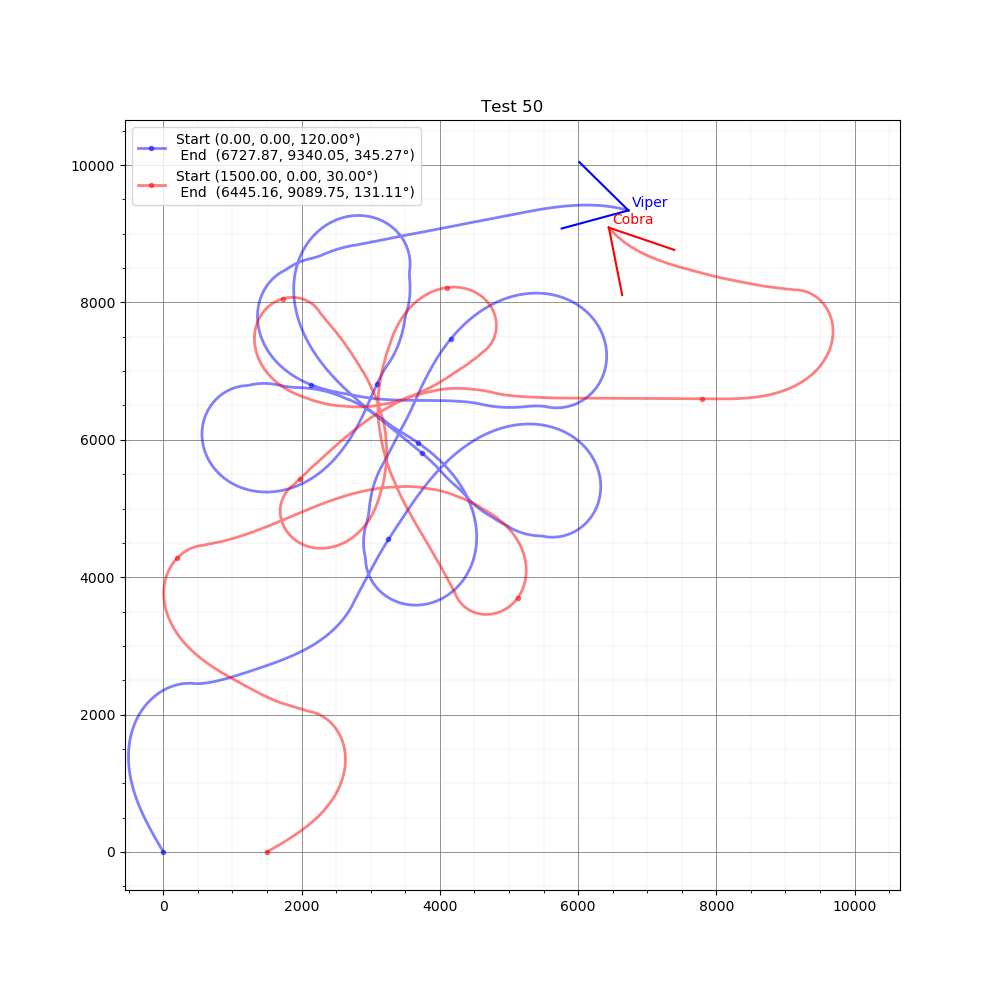 Test 50
Start (0.00, 0.00, 120.00°)
End (6727.87, 9340.05, 345.27°)
Start (1500.00, 0.00, 30.00°)
End (6445.16, 9089.75, 131.11°)
Viper
Cobra
10000
8000
6000
4000
2000
0
0 2000 4000 6000 8000 10000